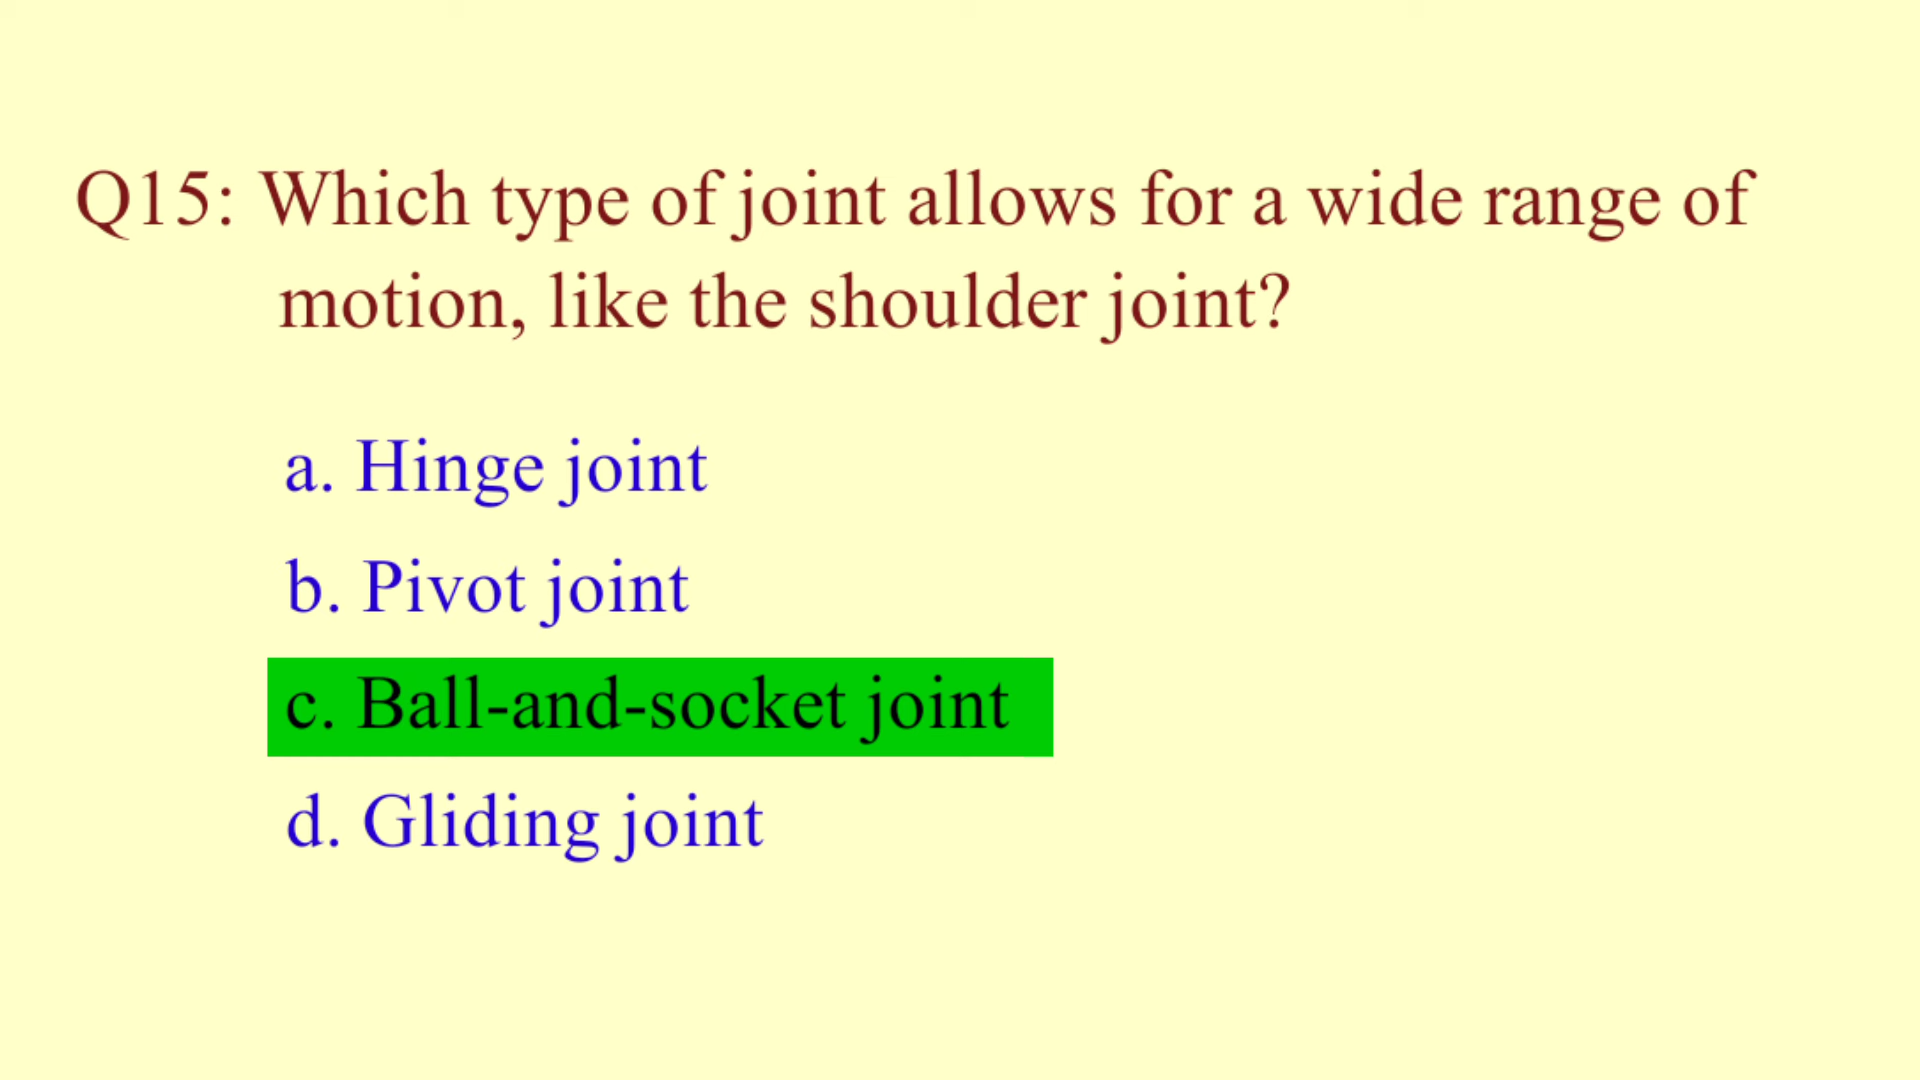 Q15: Which type of joint allows for a wide range of
motion, like the shoulder joint?
a. Hinge joint
b. Pivot joint
c. Ball-and-socket joint
d. Gliding joint